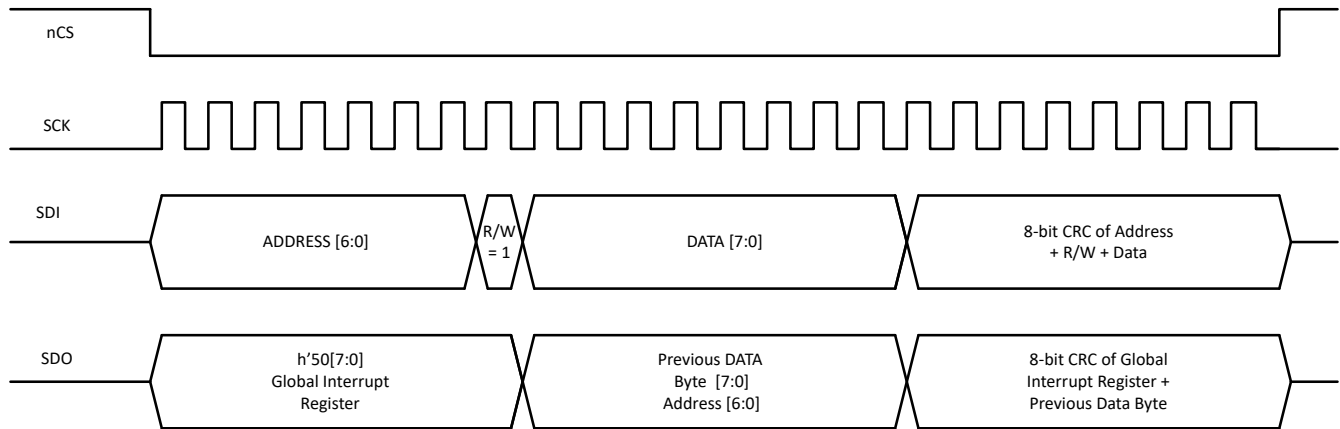 nCS
SCK
SDI
ADDRESS [6:0]
R/W
= 1
DATA [7:0]
8-bit CRC of Address
+ R/W + Data
SDO
h’50[7:0]
Global Interrupt
Register
Previous DATA
Byte [7:0]
Address [6:0]
8-bit CRC of Global
Interrupt Register +
Previous Data Byte